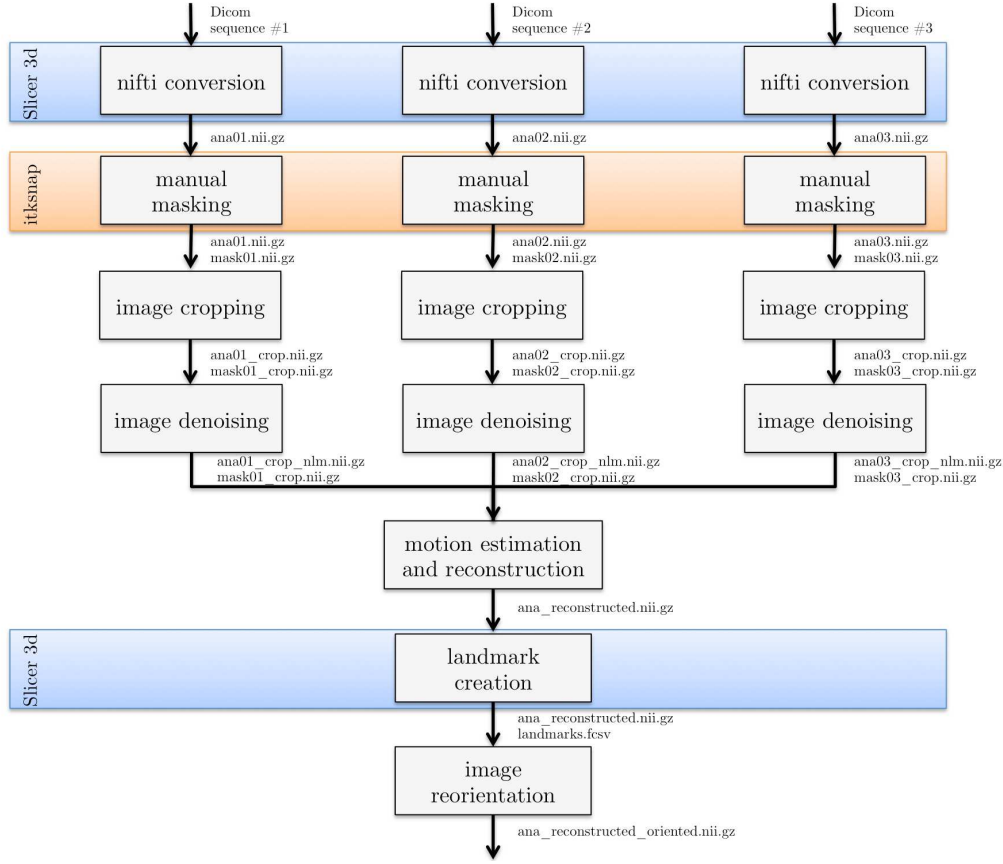 Dicom
sequence #1
Dicom
sequence #2
Dicom
sequence #3
Slicer 3d
nifti conversion
nifti conversion
nifti conversion
ana01.nii.gz
ana02.nii.gz
ana03.nii.gz
itksnap
manual
masking
manual
masking
manual
masking
ana01.nii.gz
mask01.nii.gz
ana02.nii.gz
mask02.nii.gz
ana03.nii.gz
mask03.nii.gz
image cropping
image cropping
image cropping
ana01_crop.nii.gz
mask01_crop.nii.gz
ana02_crop.nii.gz
mask02_crop.nii.gz
ana03_crop.nii.gz
mask03_crop.nii.gz
image denoising
image denoising
image denoising
ana01_crop_nlm.nii.gz
mask01_crop.nii.gz
ana02_crop_nlm.nii.gz
mask02_crop.nii.gz
ana03_crop_nlm.nii.gz
mask03_crop.nii.gz
motion estimation
and reconstruction
ana_reconstructed.nii.gz
Slicer 3d
landmark
creation
ana_reconstructed.nii.gz
landmarks.fcsv
image
reorientation
ana_reconstructed_oriented.nii.gz